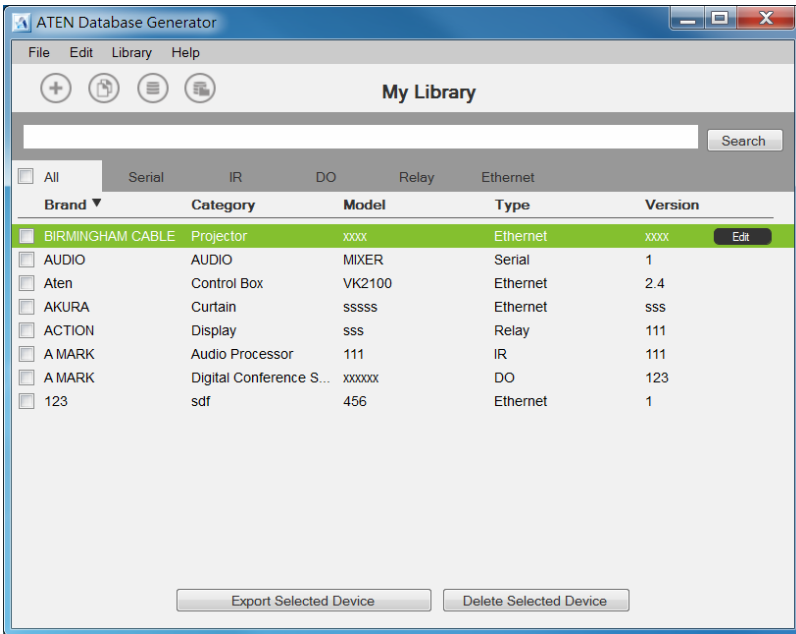 ATEN Database Generator
File Edit Library Help
My Library
Search
All Serial IR DO Relay Ethernet
Brand ▼ Category Model Type Version
BIRMINGHAM CABLE Projector xxxx Ethernet xxxx Edit
AUDIO AUDIO MIXER Serial 1
Aten Control Box VK2100 Ethernet 2.4
AKURA Curtain sssss Ethernet sss
ACTION Display sss Relay 111
A MARK Audio Processor 111 IR 111
A MARK Digital Conference S... xxxxxx DO 123
123 sdf 456 Ethernet 1
Export Selected Device Delete Selected Device